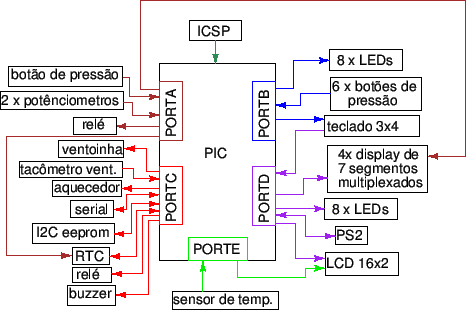 ICSP
botão de pressão
2 x potênciometros
relé
ventoinha
tacômetro vent.
aquecedor
serial
I2C eeprom
RTC
relé
buzzer
PORTA
PORTC
PIC
PORTB
PORTD
PORTE
sensor de temp.
8 x LEDs
6 x botões de
pressão
teclado 3x4
4x display de
7 segmentos
multiplexados
8 x LEDs
PS2
LCD 16x2